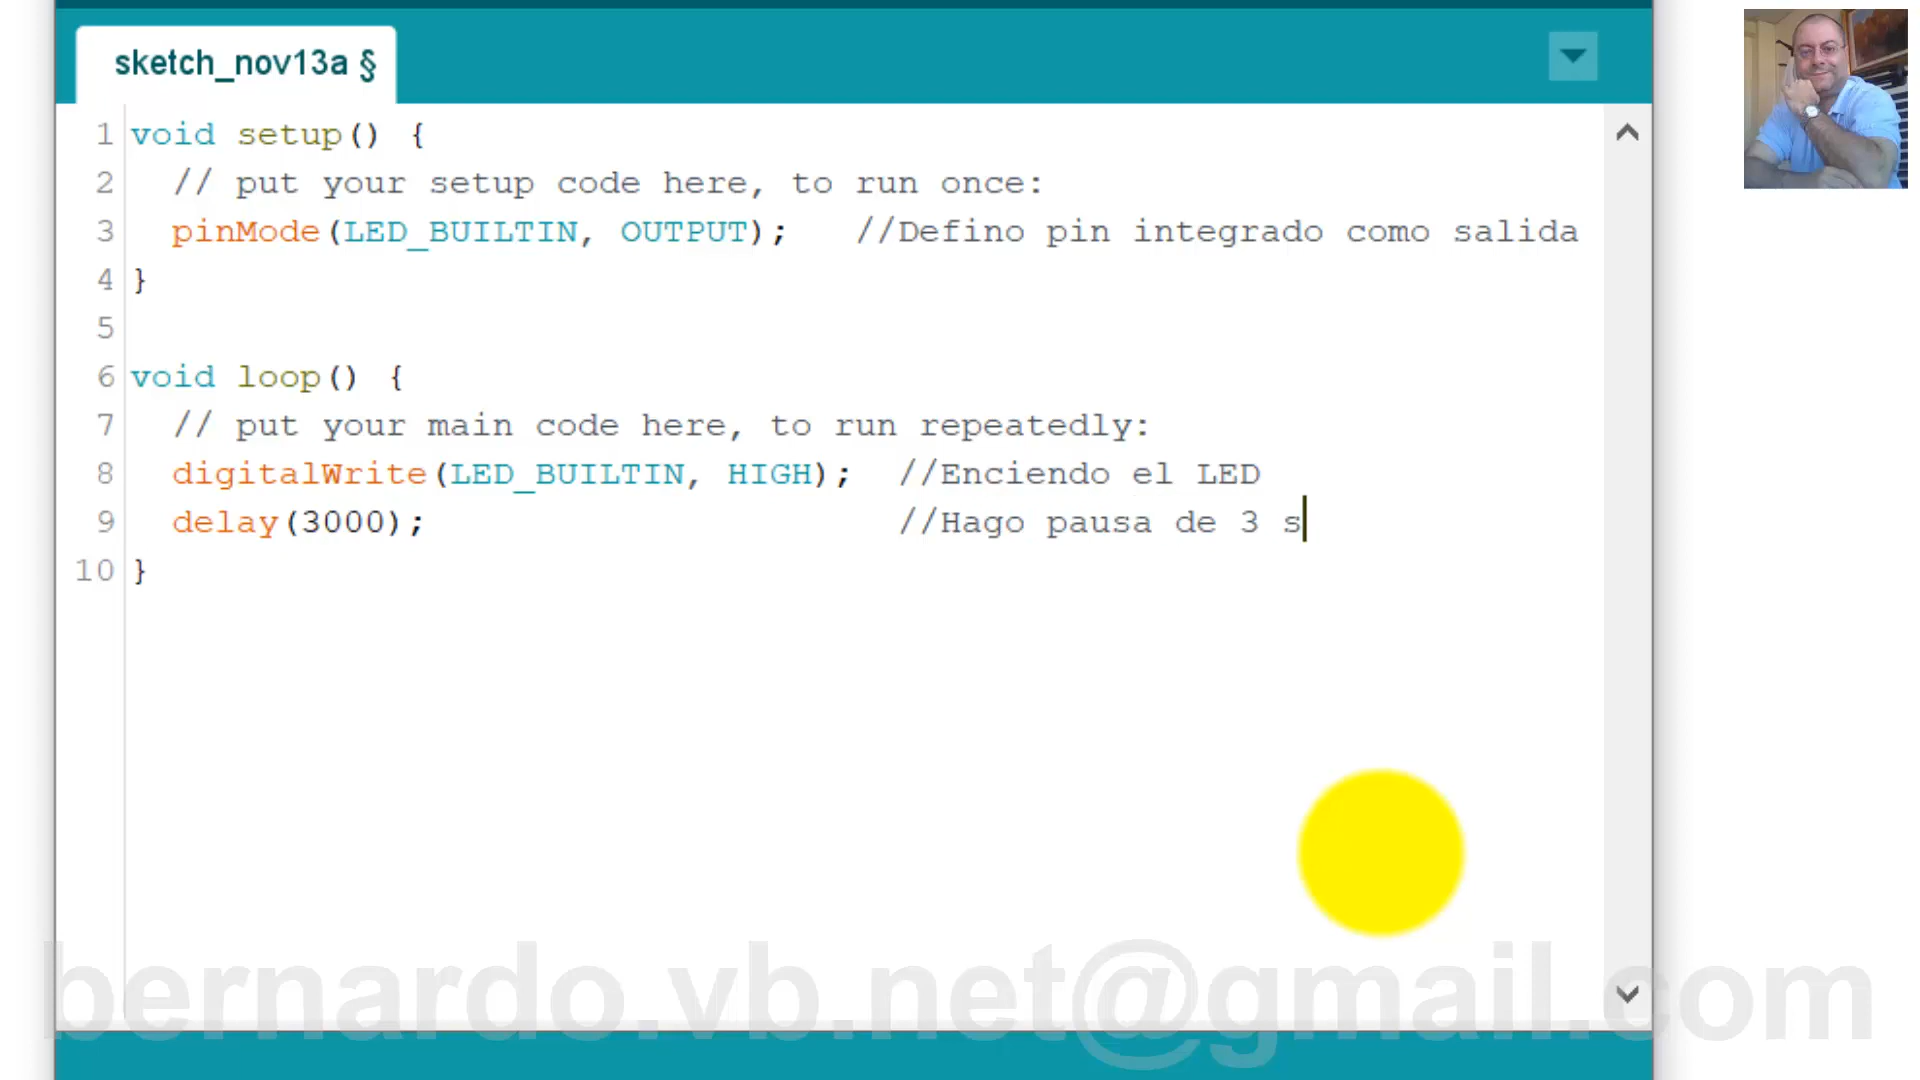 sketch_nov13a §
1 void setup() {
2 // put your setup code here, to run once:
3 pinMode(LED_BUILTIN, OUTPUT); //Defino pin integrado como salida
4 }
5
6 void loop() {
7 // put your main code here, to run repeatedly:
8 digitalWrite(LED_BUILTIN, HIGH); //Enciendo el LED
9 delay(3000); //Hago pausa de 3 s
10 }
bernardo.vb.net@gmail.com